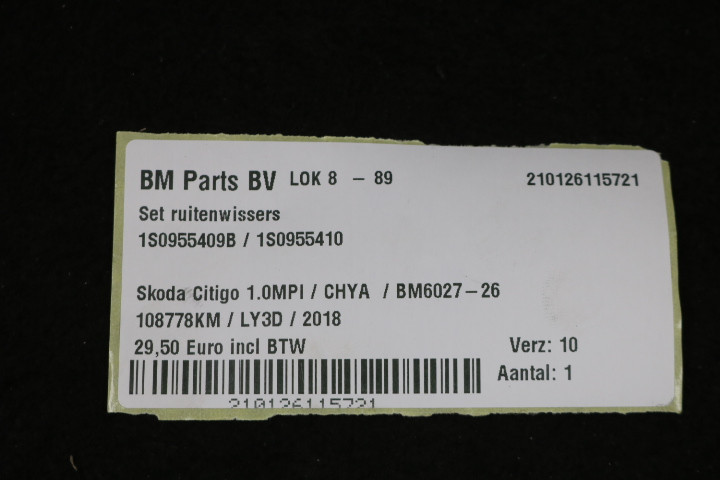 BM Parts BV LOK 8 – 89 210126115721
Set ruitenwissers
1S0955409B / 1S0955410
Skoda Citigo 1.0MPI / CHYA / BM6027–26
108778KM / LY3D / 2018
29,50 Euro incl BTW Verz: 10
Aantal: 1
210126115721